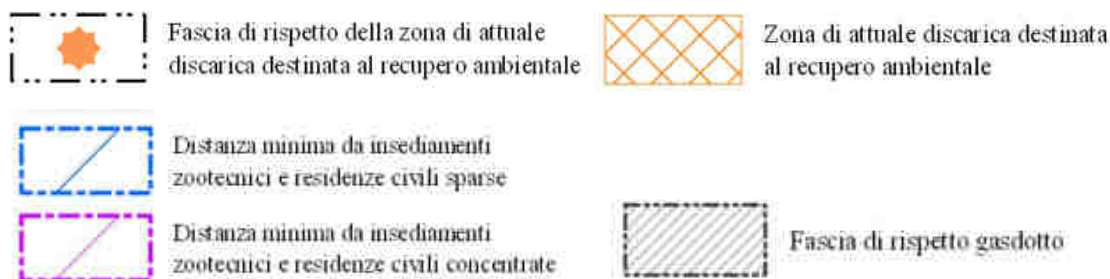 Fascia di rispetto della zona di attuale
discarica destinata al recupero ambientale
Zona di attuale discarica destinata
al recupero ambientale
Distanza minima da insediamenti
zootecnici e residenze civili sparse
Distanza minima da insediamenti
zootecnici e residenze civili concentrate
Fascia di rispetto gasdotto